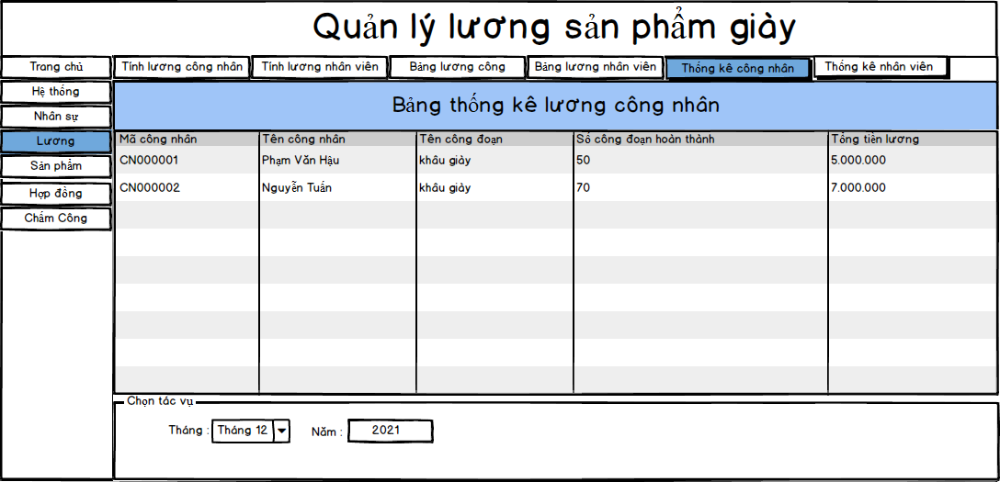 Quản lý lương sản phẩm giày
Trang chủ
Tính lương công nhân
Tính lương nhân viên
Bảng lương công
Bảng lương nhân viên
Thống kê công nhân
Thống kê nhân viên
Hệ thống
Nhân sự
Lương
Sản phẩm
Hợp đồng
Chấm Công
Bảng thống kê lương công nhân
Mã công nhân Tên công nhân Tên công đoạn Số công đoạn hoàn thành Tổng tiền lương
CN000001 Phạm Văn Hậu khâu giày 50 5.000.000
CN000002 Nguyễn Tuấn khâu giày 70 7.000.000
Chọn tác vụ
Tháng : Tháng 12 Năm : 2021